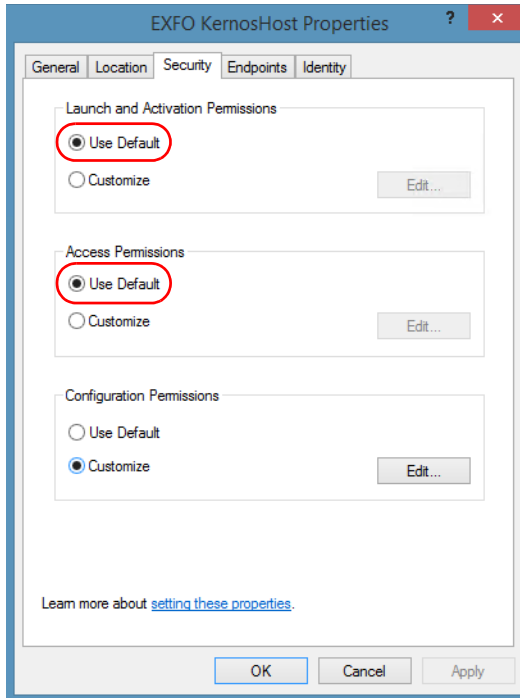 EXFO KernosHost Properties ? ×
General Location Security Endpoints Identity
Launch and Activation Permissions
Use Default
Customize
Edit...
Access Permissions
Use Default
Customize
Edit...
Configuration Permissions
Use Default
Customize
Edit...
Learn more about setting these properties.
OK Cancel Apply